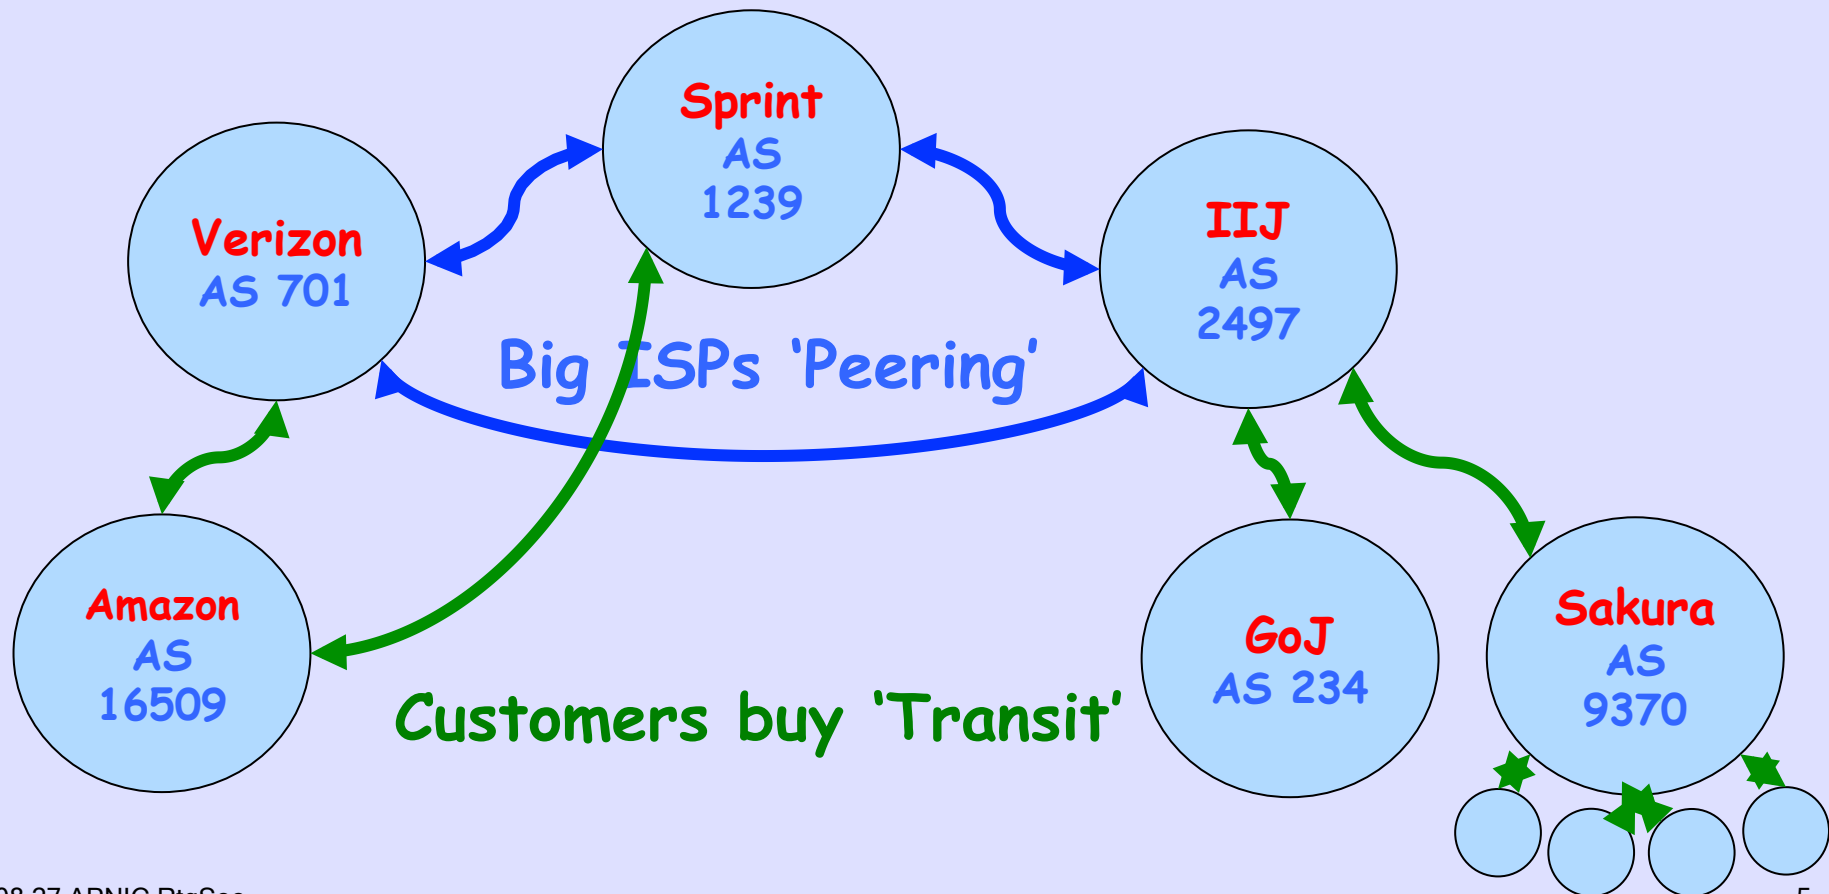 Sprint
AS
1239
Verizon
AS 701
IIJ
AS
2497
Big ISPs ‘Peering’
Amazon
AS
16509
GoJ
AS 234
Sakura
AS
9370
Customers buy ‘Transit’